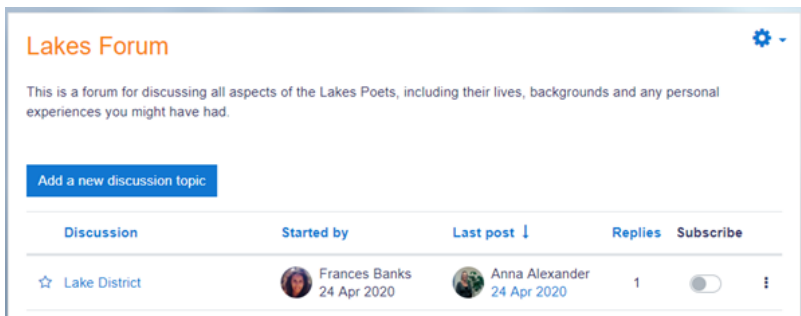 Lakes Forum
This is a forum for discussing all aspects of the Lakes Poets, including their lives, backgrounds and any personal
experiences you might have had.
Add a new discussion topic
Discussion Started by Last post ↓ Replies Subscribe
Lake District Frances Banks Anna Alexander 1
24 Apr 2020 24 Apr 2020